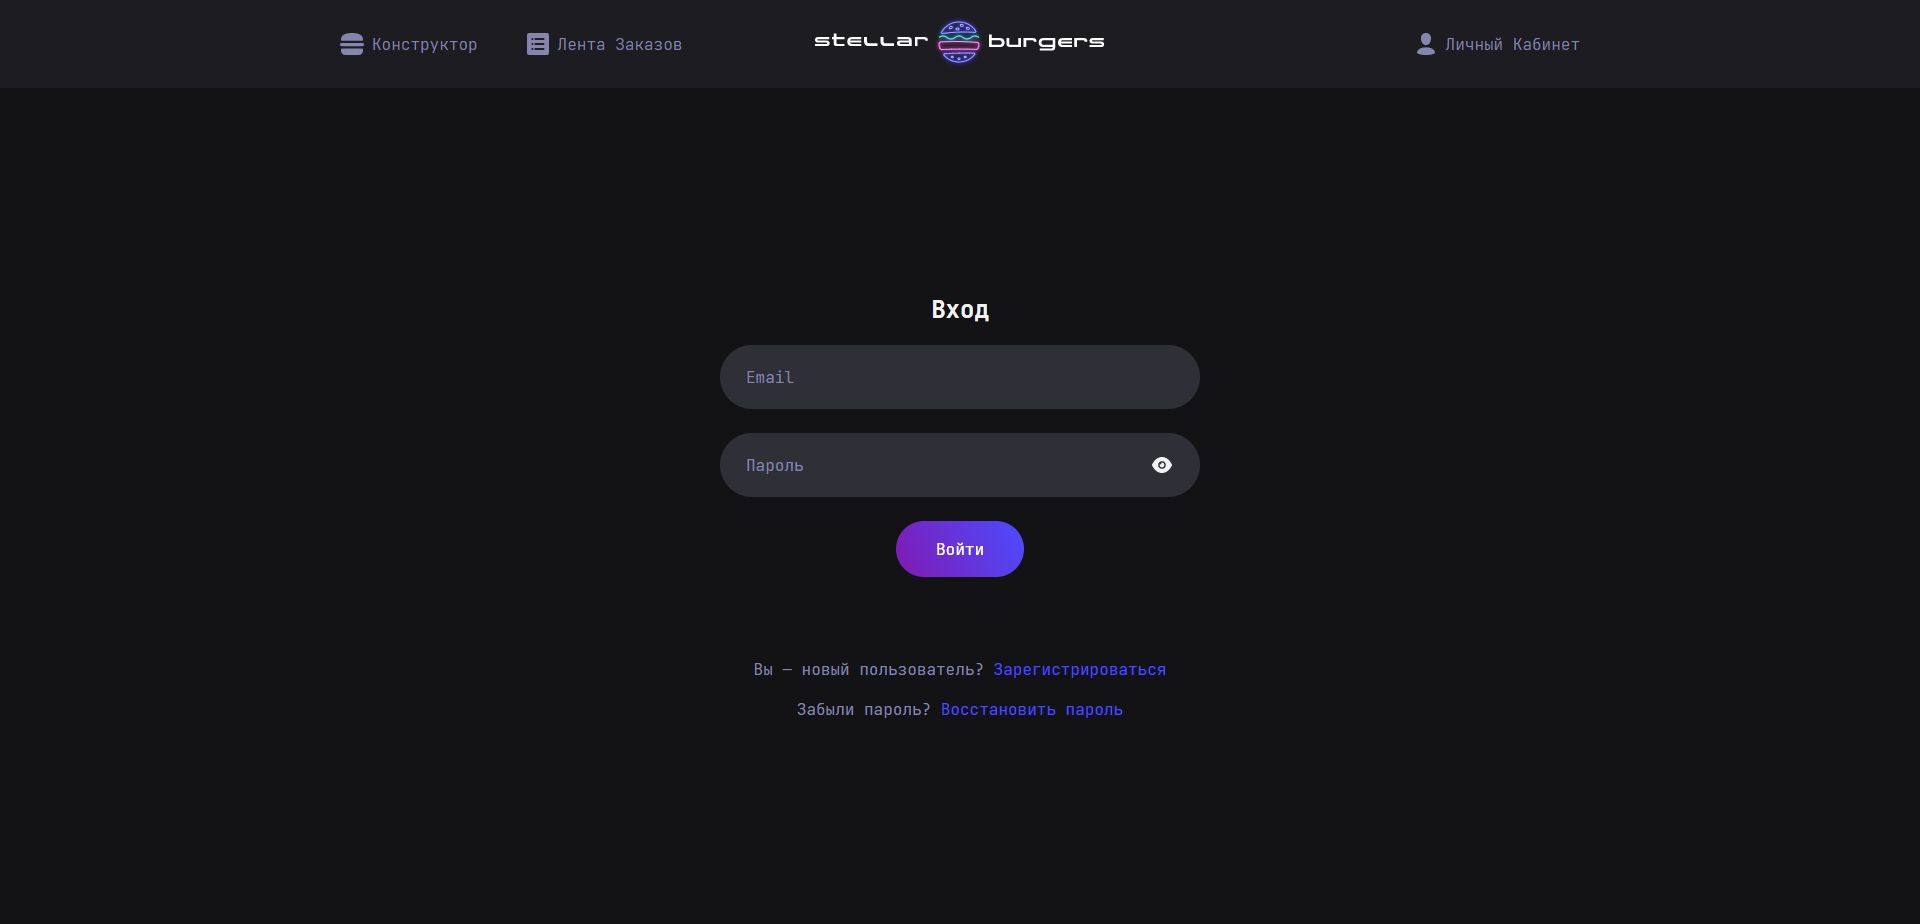 Конструктор
Лента Заказов
stellar burgers
Личный Кабинет
Вход
Email
Пароль
Войти
Вы — новый пользователь? Зарегистрироваться
Забыли пароль? Восстановить пароль